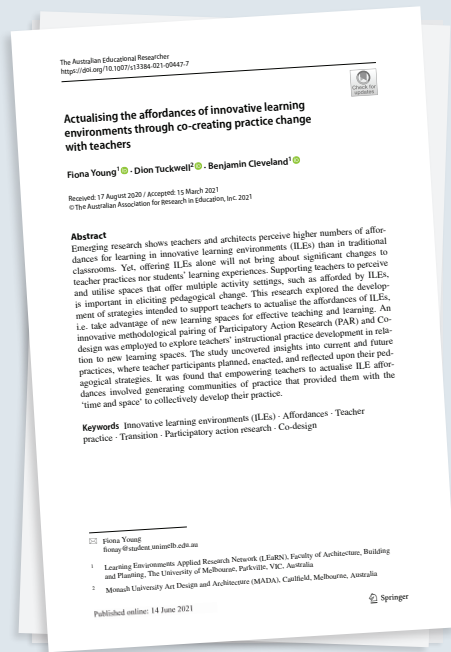 The Australian Educational Researcher
https://doi.org/10.1007/s13384-021-00447-7
Check for
updates
Actualising the affordances of innovative learning
environments through co-creating practice change
with teachers
Fiona Young¹ · Dion Tuckwell² · Benjamin Cleveland¹
Received: 17 August 2020 / Accepted: 15 March 2021
© The Australian Association for Research in Education, Inc. 2021
Abstract
Emerging research shows teachers and architects perceive higher numbers of affor-
dances for learning in innovative learning environments (ILEs) than in traditional
classrooms. Yet, offering ILEs alone will not bring about significant changes to
teacher practices nor students' learning experiences. Supporting teachers to perceive
and utilise spaces that offer multiple activity settings, such as afforded by ILEs,
is important in eliciting pedagogical change. This research explored the develop-
ment of strategies intended to support teachers to actualise the affordances of ILEs,
i.e. take advantage of new learning spaces for effective teaching and learning. An
innovative methodological pairing of Participatory Action Research (PAR) and Co-
design was employed to explore teachers' instructional practice development in rela-
tion to new learning spaces. The study uncovered insights into current and future
practices, where teacher participants planned, enacted, and reflected upon their ped-
agogical strategies. It was found that empowering teachers to actualise ILE affor-
dances involved generating communities of practice that provided them with the
'time and space' to collectively develop their practice.
Keywords Innovative learning environments (ILEs) · Affordances · Teacher
practice · Transition · Participatory action research · Co-design
Fiona Young
fionay@student.unimelb.edu.au
1 Learning Environments Applied Research Network (LEaRN), Faculty of Architecture, Building
and Planning, The University of Melbourne, Parkville, VIC, Australia
2 Monash University Art Design and Architecture (MADA), Caulfield, Melbourne, Australia
Published online: 14 June 2021
Springer